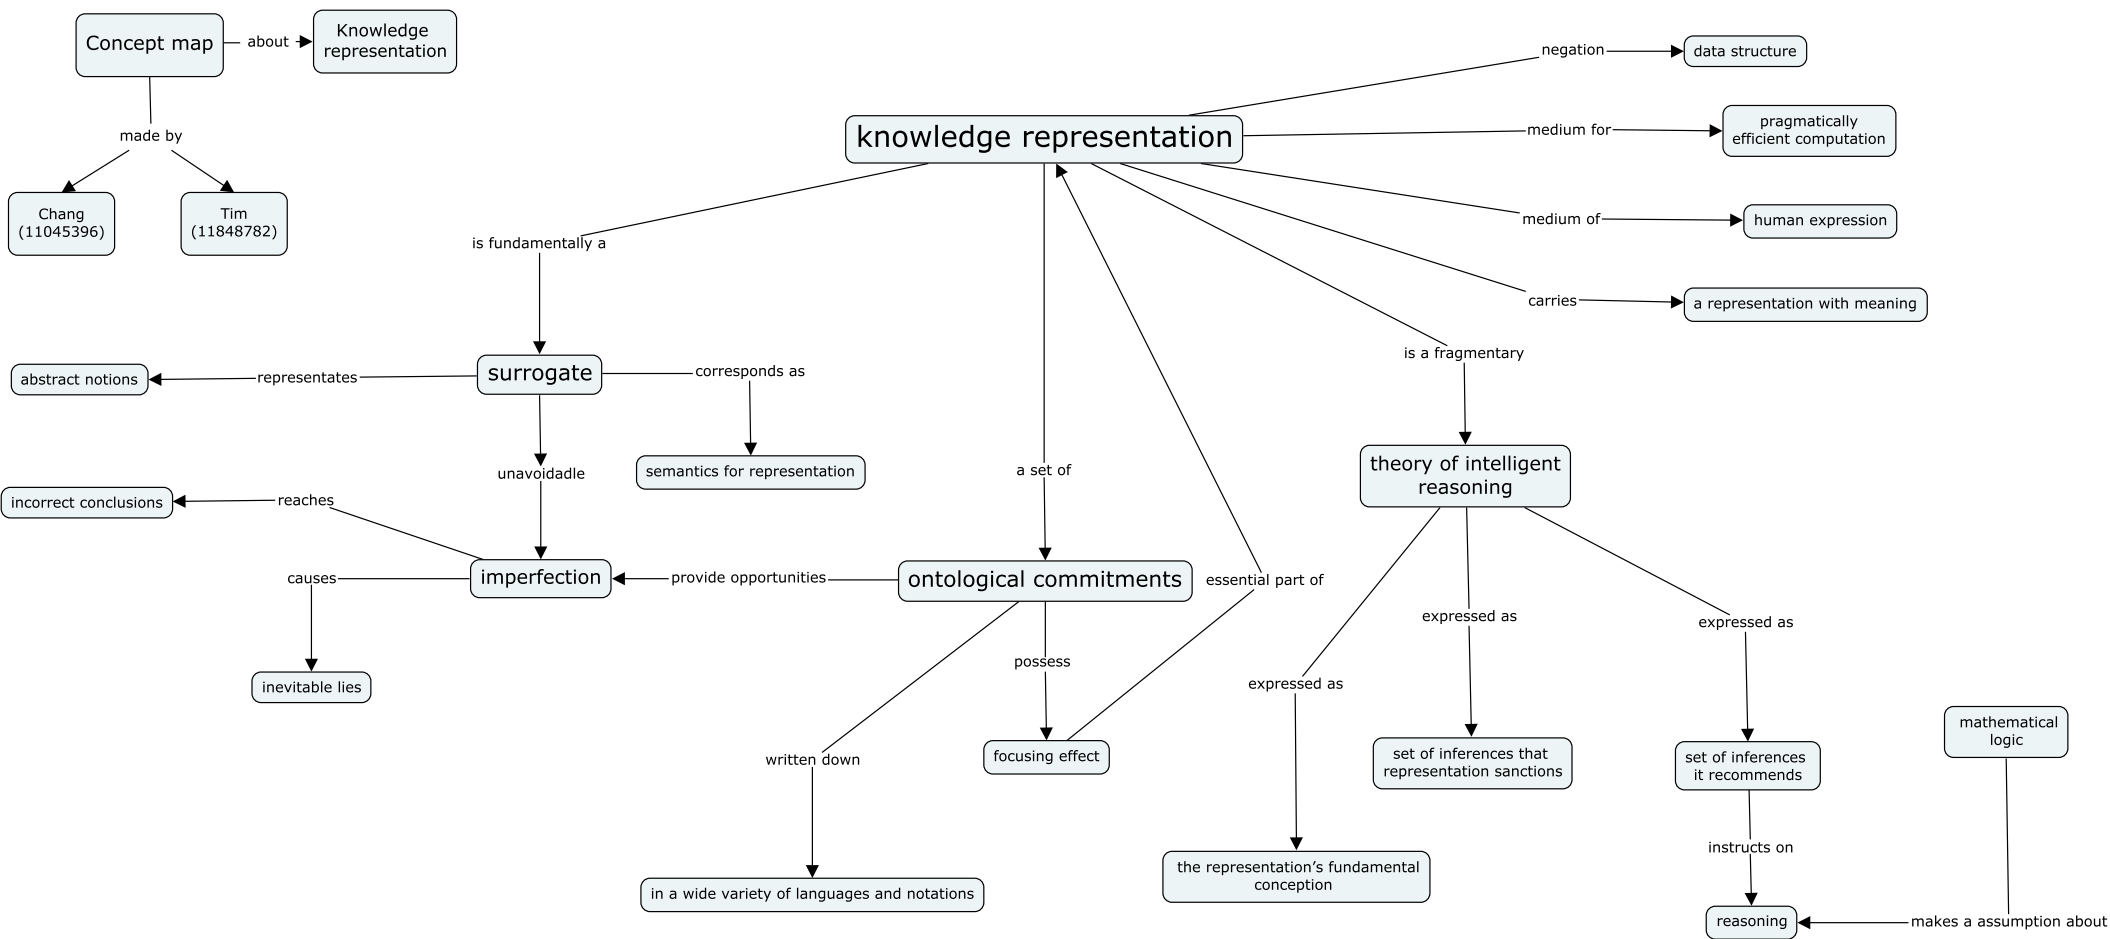 Concept map
about
Knowledge
representation
made by
Chang
(11045396)
Tim
(11848782)
knowledge representation
negation
data structure
medium for
pragmatically
efficient computation
medium of
human expression
carries
a representation with meaning
is fundamentally a
surrogate
representates
abstract notions
corresponds as
semantics for representation
unavoidadle
imperfection
reaches
incorrect conclusions
causes
inevitable lies
a set of
ontological commitments
provide opportunities
possess
focusing effect
essential part of
written down
in a wide variety of languages and notations
is a fragmentary
theory of intelligent
reasoning
expressed as
the representation’s fundamental
conception
expressed as
set of inferences that
representation sanctions
expressed as
set of inferences
it recommends
instructs on
reasoning
mathematical
logic
makes a assumption about